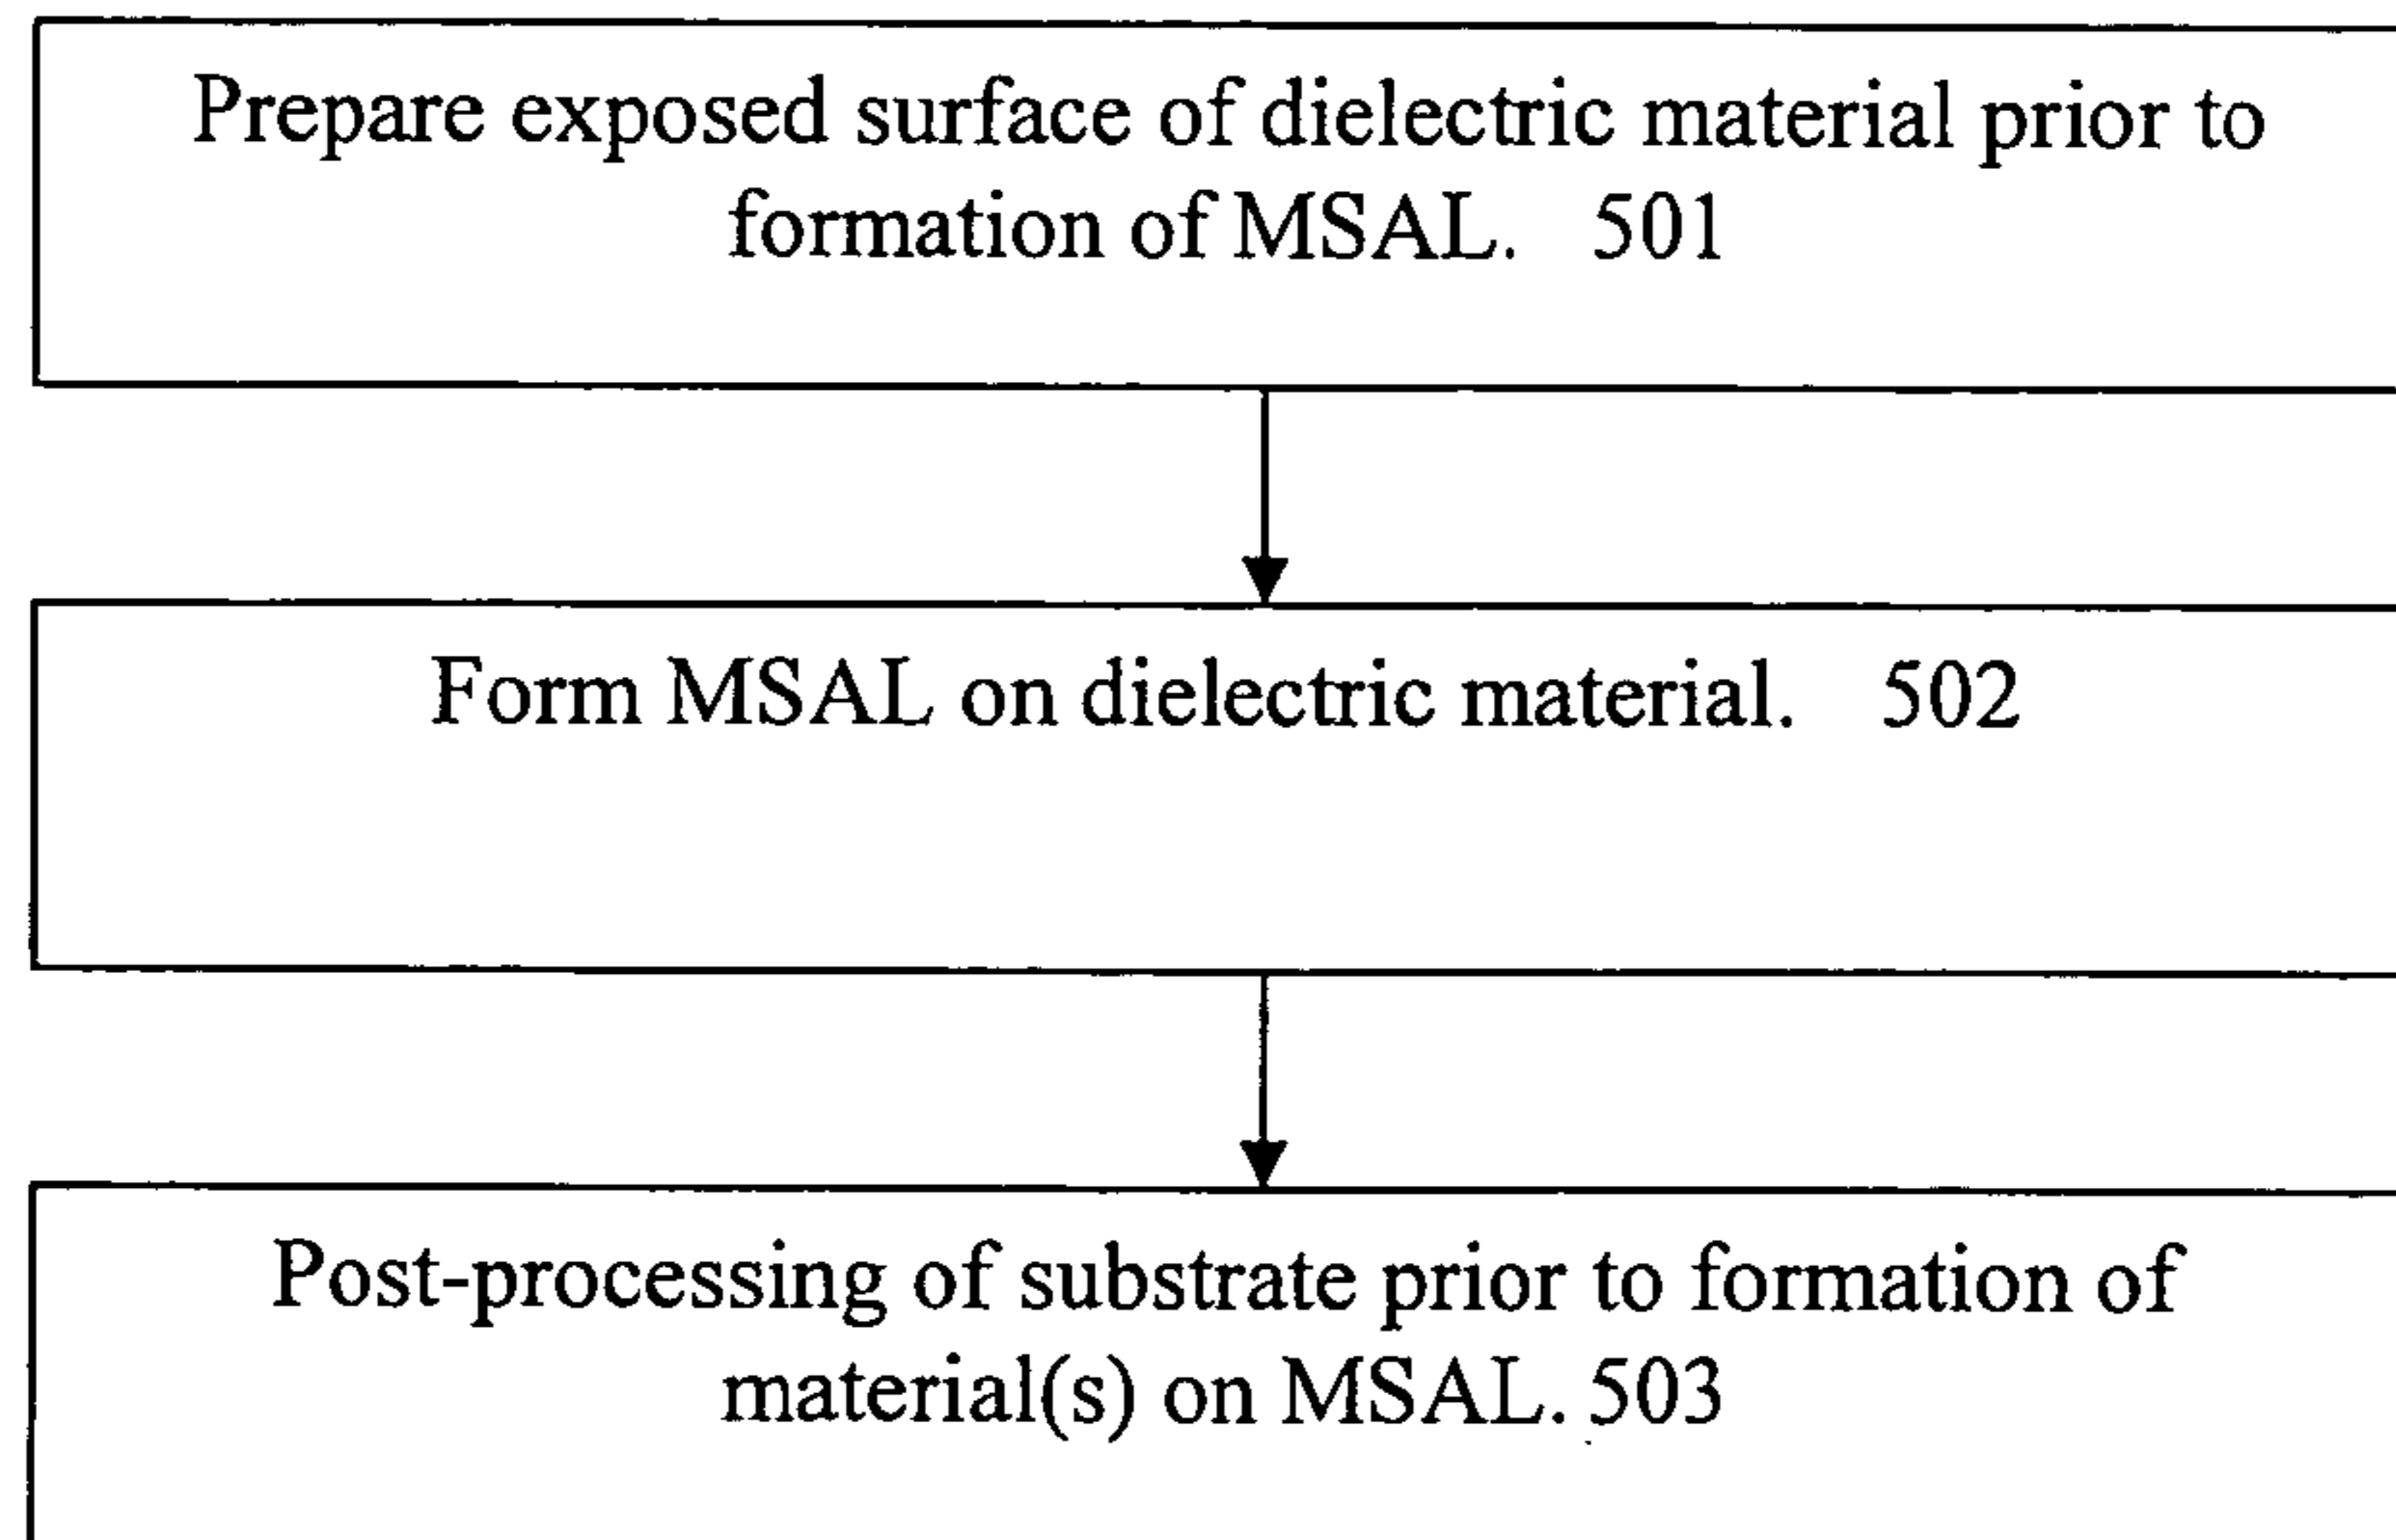 Prepare exposed surface of dielectric material prior to
formation of MSAL. 501
Form MSAL on dielectric material. 502
Post-processing of substrate prior to formation of
material(s) on MSAL. 503